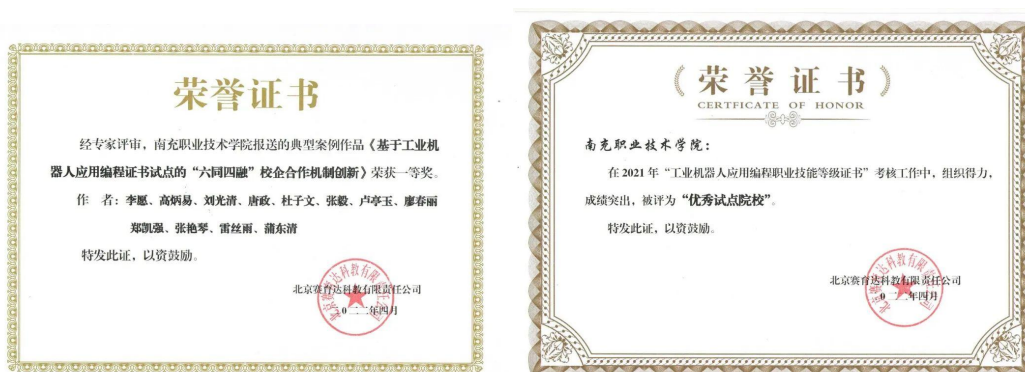 荣誉证书
经专家评审，南充职业技术学院报送的典型案例作品《基于工业机
器人应用编程证书试点的“六同四融”校企合作机制创新》荣获一等奖。
作 者：李愿、高炳易、刘光清、唐政、杜子文、张毅、卢亭玉、廖春丽
郑凯强、张艳琴、雷丝雨、蒲东清
特发此证，以资鼓励。
北京赛育达科教有限责任公司
二〇二二年四月
荣誉证书
CERTFICATE OF HONOR
南充职业技术学院：
在 2021 年“工业机器人应用编程职业技能等级证书”考核工作中，组织得力，
成绩突出，被评为“优秀试点院校”。
特发此证，以资鼓励。
北京赛育达科教有限责任公司
二〇二二年四月